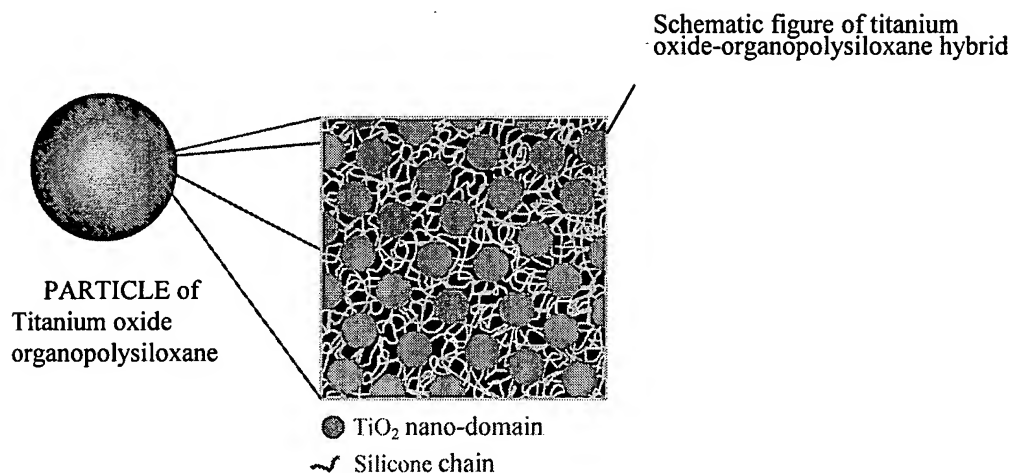 Schematic figure of titanium
oxide-organopolysiloxane hybrid
PARTICLE of
Titanium oxide
organopolysiloxane
TiO₂ nano-domain
Silicone chain